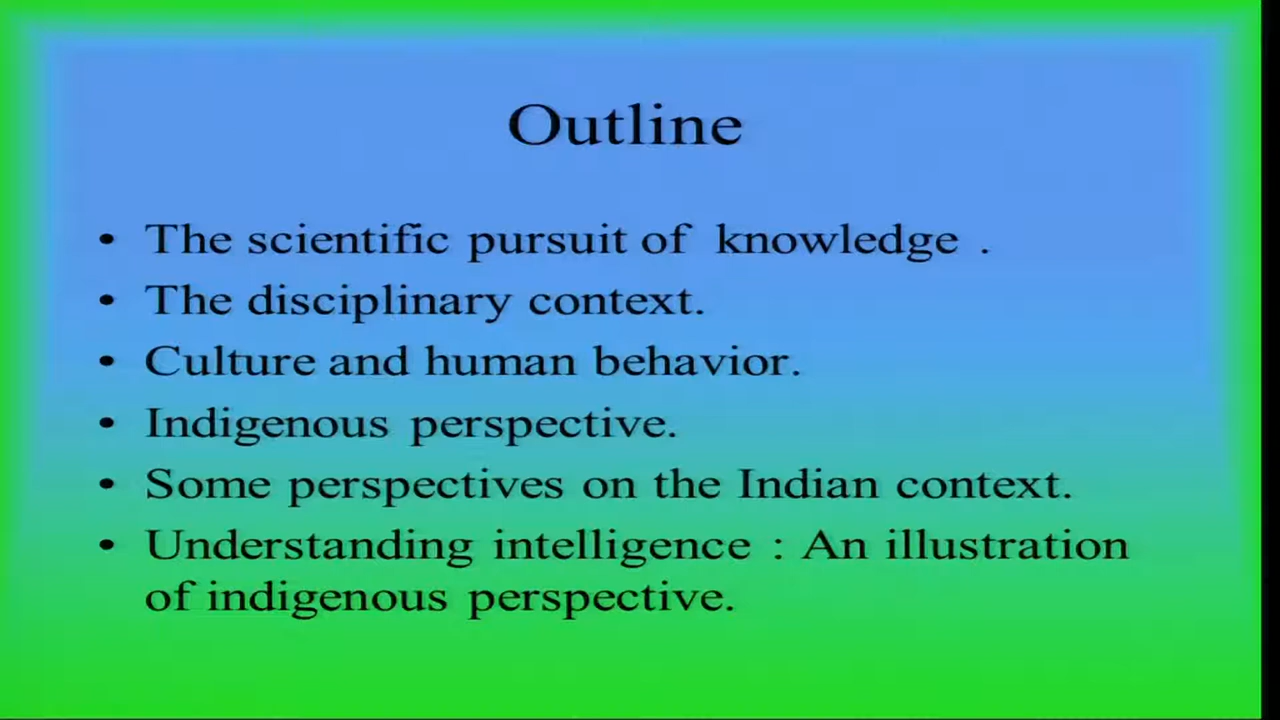 Outline
• The scientific pursuit of knowledge .
• The disciplinary context.
• Culture and human behavior.
• Indigenous perspective.
• Some perspectives on the Indian context.
• Understanding intelligence : An illustration
of indigenous perspective.